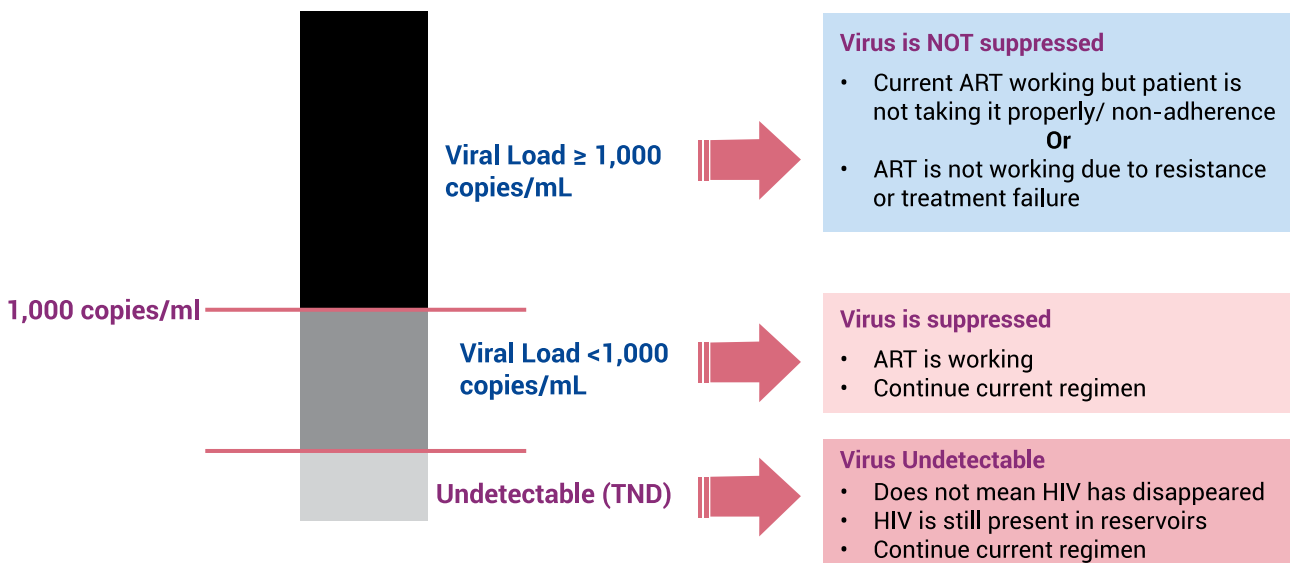 Virus is NOT suppressed
• Current ART working but patient is
not taking it properly/ non-adherence
Or
• ART is not working due to resistance
or treatment failure
Viral Load ≥ 1,000
copies/mL
1,000 copies/ml
Viral Load <1,000
copies/mL
Virus is suppressed
• ART is working
• Continue current regimen
Undetectable (TND)
Virus Undetectable
• Does not mean HIV has disappeared
• HIV is still present in reservoirs
• Continue current regimen